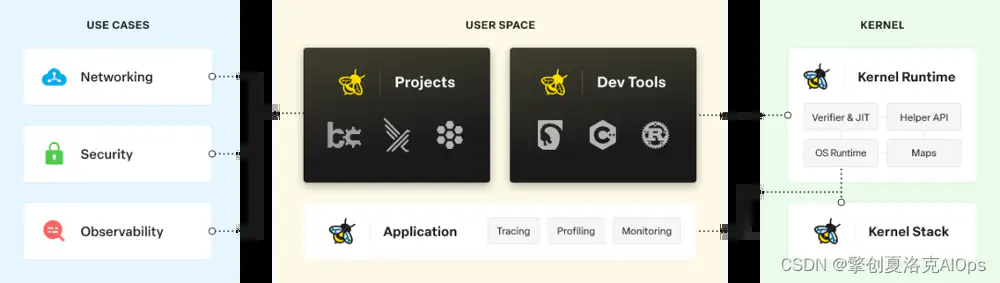 USE CASES
Networking
Security
Observability
USER SPACE
Projects
Dev Tools
Application
Tracing
Profiling
Monitoring
KERNEL
Kernel Runtime
Verifier & JIT
Helper API
OS Runtime
Maps
Kernel Stack
CSDN @擎创夏洛克AIOps